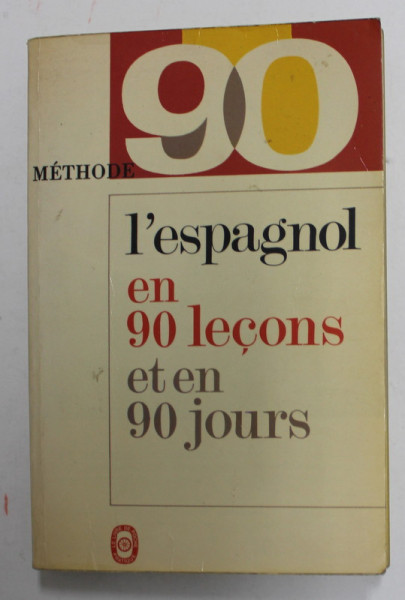 90
MÉTHODE
l'espagnol
en
90 leçons
et en
90 jours